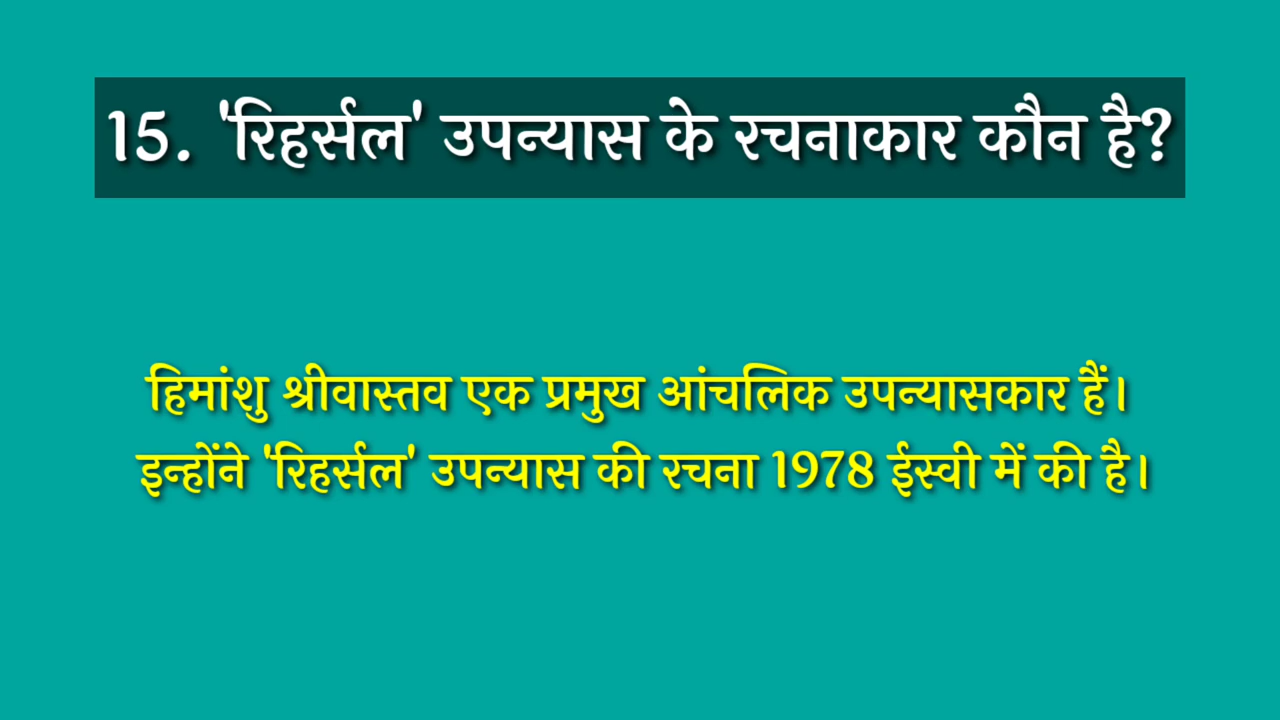 15. 'रिहर्सल' उपन्यास के रचनाकार कौन है?
हिमांशु श्रीवास्तव एक प्रमुख आंचलिक उपन्यासकार हैं।
इन्होंने 'रिहर्सल' उपन्यास की रचना 1978 ईस्वी में की है।